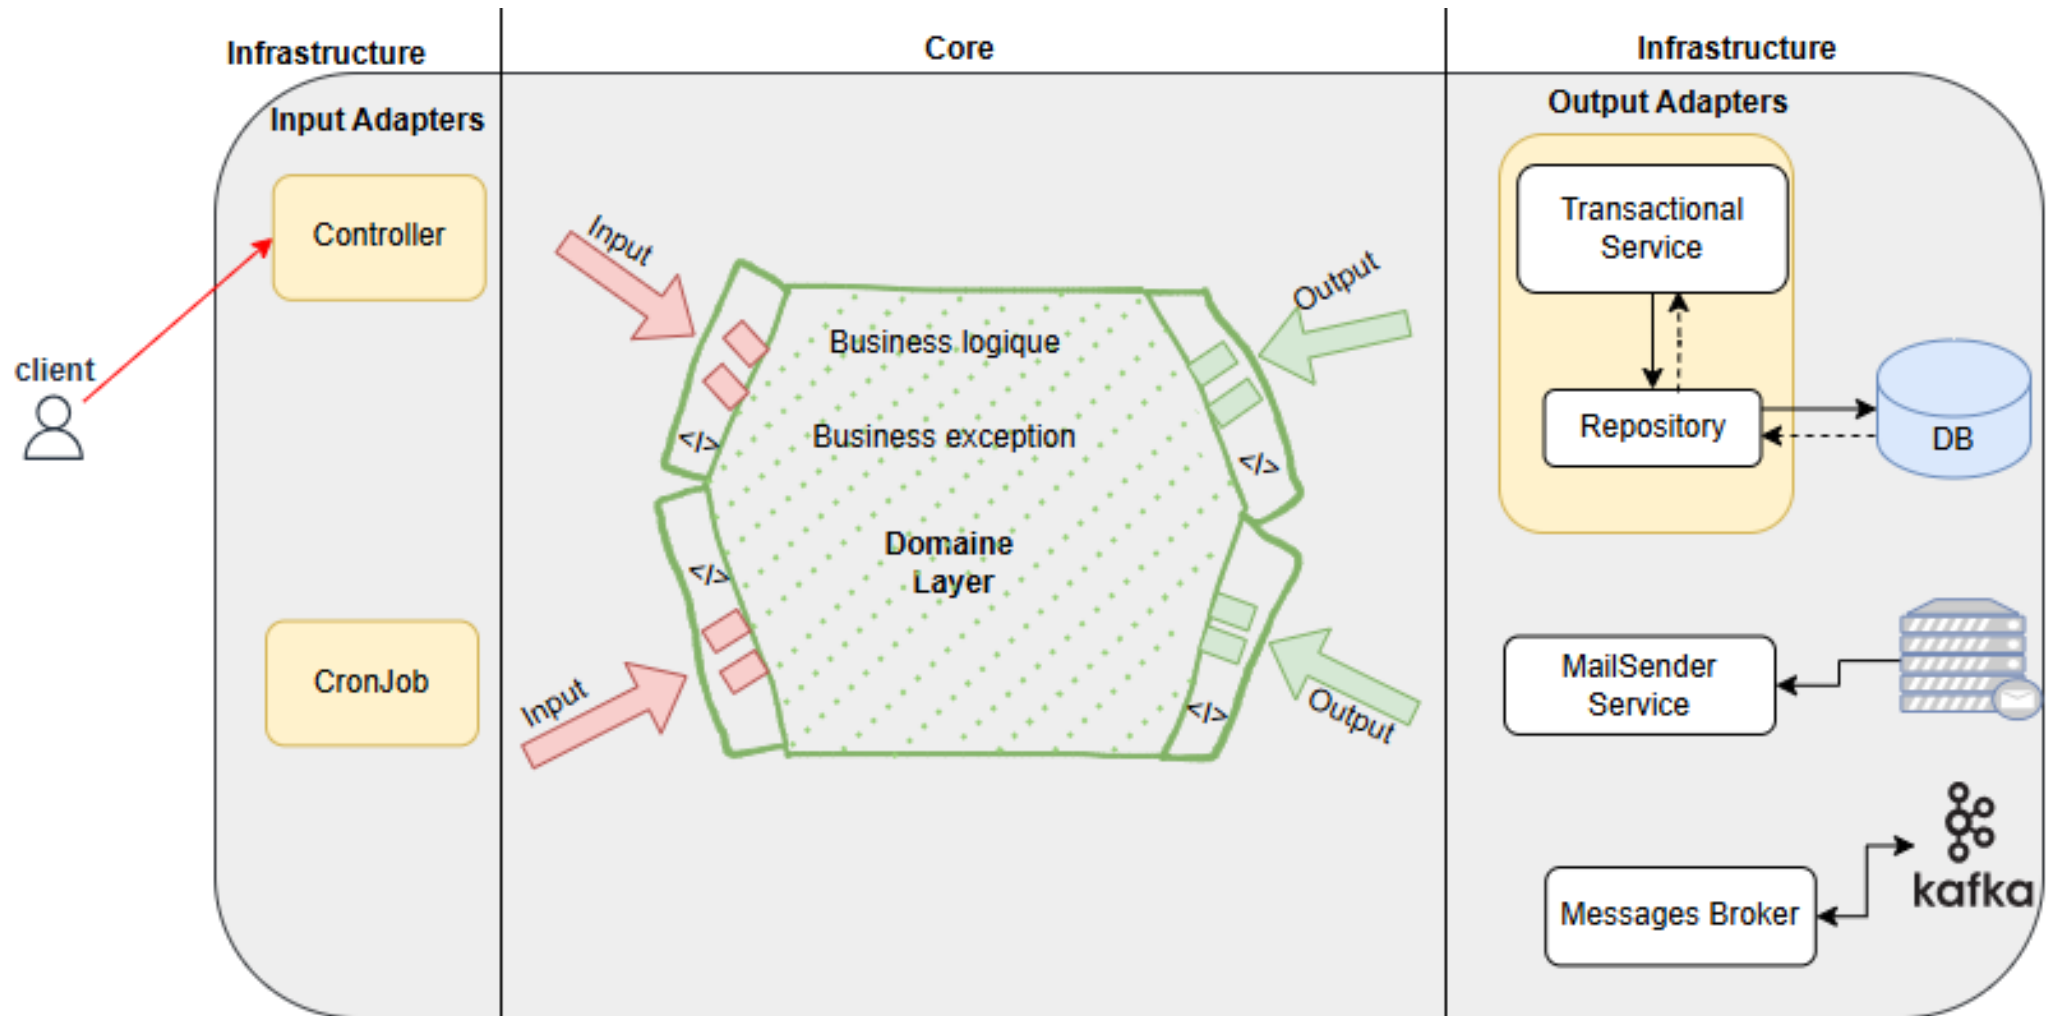 Infrastructure
Core
Infrastructure
Input Adapters
Output Adapters
Controller
client
CronJob
Input
Output
Business logique
Business exception
</>
</>
Domaine
Layer
</>
</>
Input
Output
Transactional
Service
Repository
DB
MailSender
Service
Messages Broker
kafka